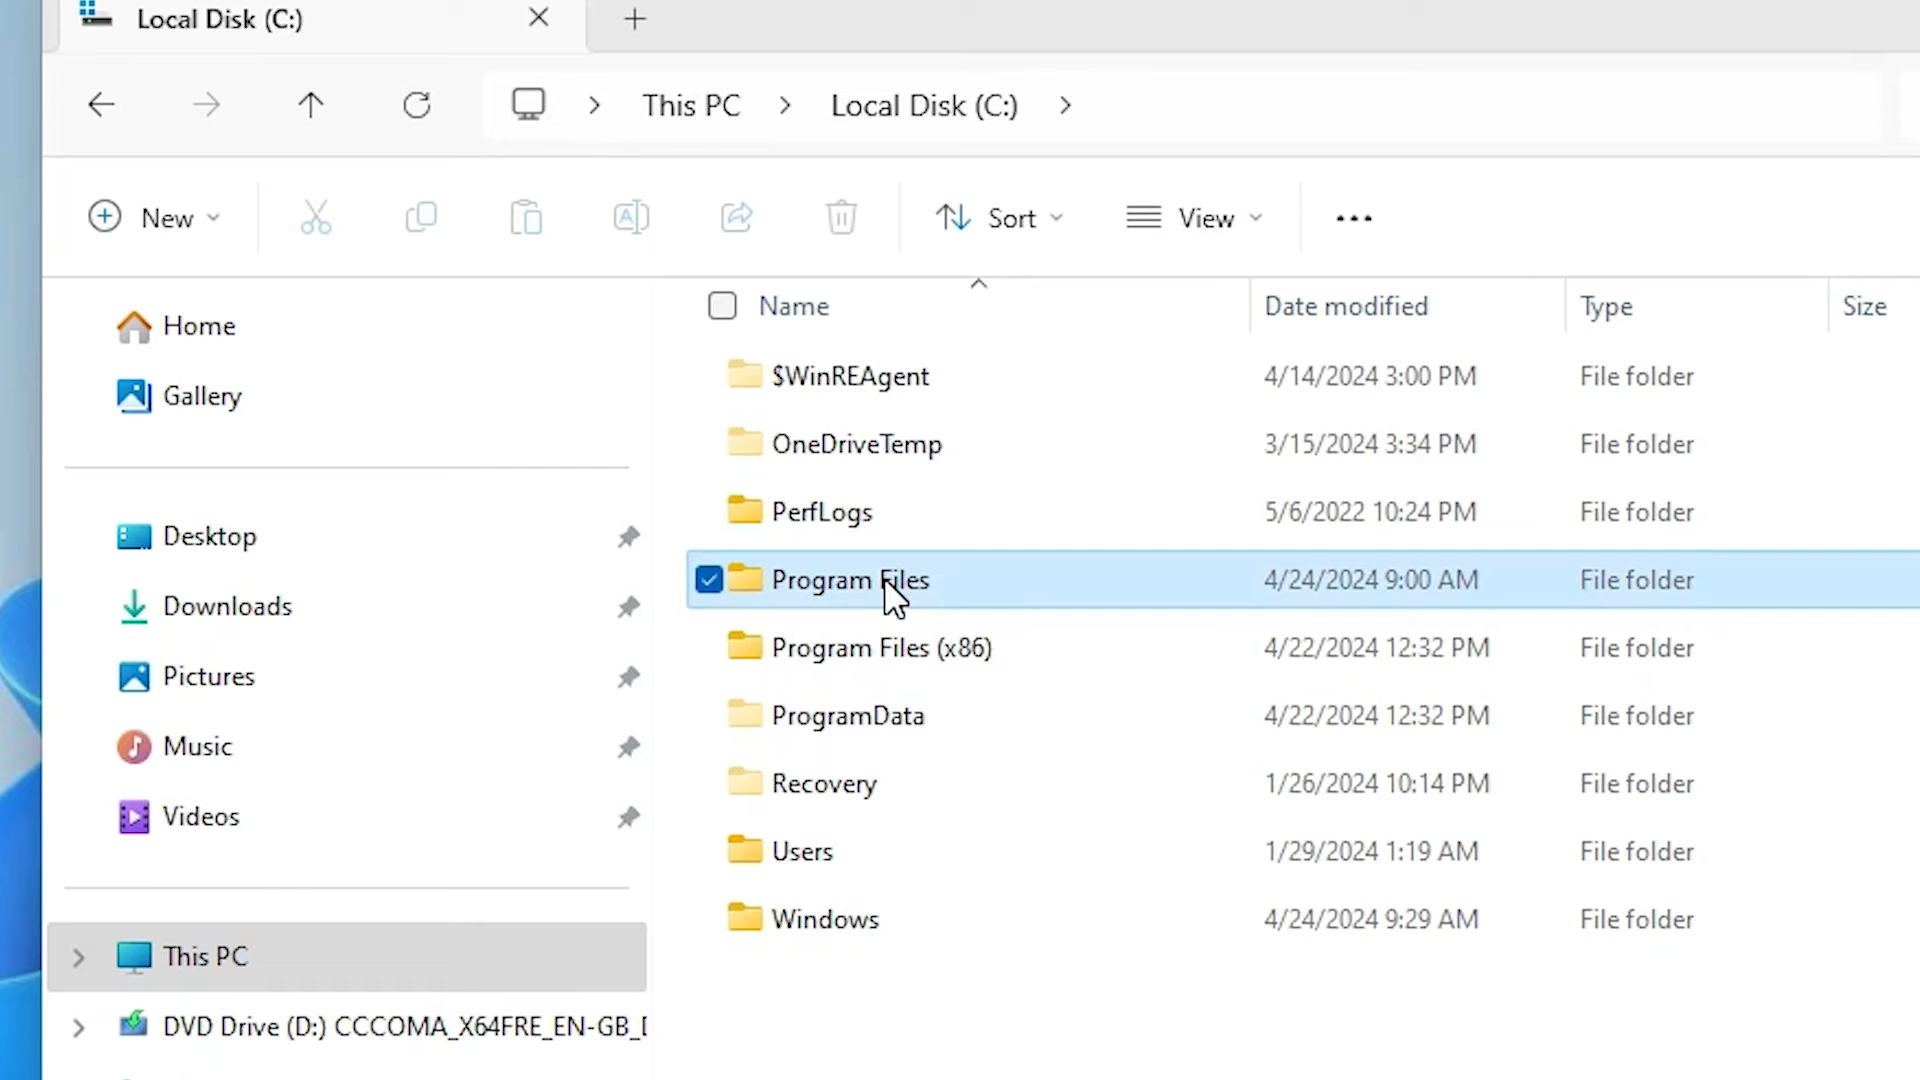 Local Disk (C:)
This PC > Local Disk (C:) >
New Sort View
Name Date modified Type Size
Home
Gallery
Desktop
Downloads
Pictures
Music
Videos
This PC
DVD Drive (D:) CCCOMA_X64FRE_EN-GB_
$WinREAgent 4/14/2024 3:00 PM File folder
OneDriveTemp 3/15/2024 3:34 PM File folder
PerfLogs 5/6/2022 10:24 PM File folder
Program Files 4/24/2024 9:00 AM File folder
Program Files (x86) 4/22/2024 12:32 PM File folder
ProgramData 4/22/2024 12:32 PM File folder
Recovery 1/26/2024 10:14 PM File folder
Users 1/29/2024 1:19 AM File folder
Windows 4/24/2024 9:29 AM File folder